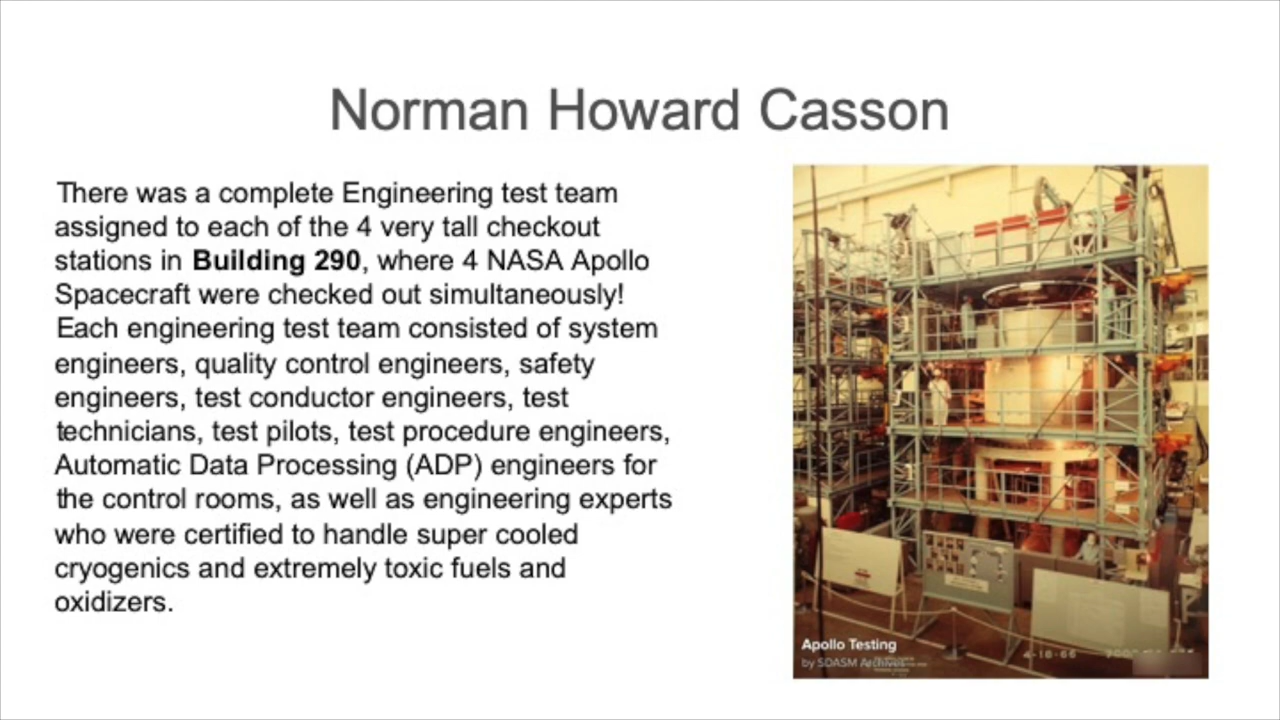 Norman Howard Casson
There was a complete Engineering test team
assigned to each of the 4 very tall checkout
stations in Building 290, where 4 NASA Apollo
Spacecraft were checked out simultaneously!
Each engineering test team consisted of system
engineers, quality control engineers, safety
engineers, test conductor engineers, test
technicians, test pilots, test procedure engineers,
Automatic Data Processing (ADP) engineers for
the control rooms, as well as engineering experts
who were certified to handle super cooled
cryogenics and extremely toxic fuels and
oxidizers.
Apollo Testing
by SDASM Archives
4-18-66